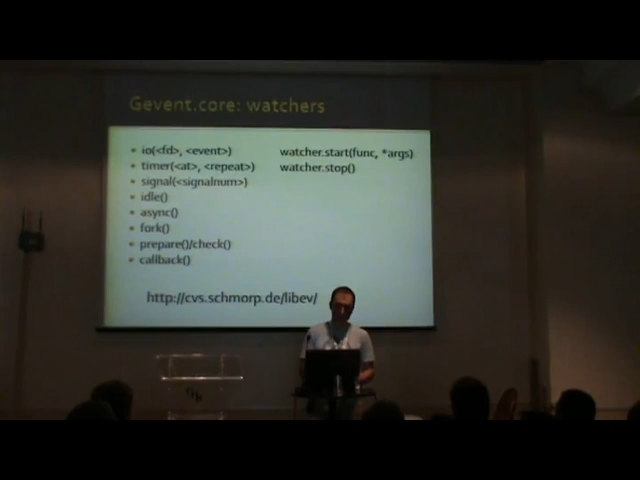 Gevent.core: watchers
io(<fd>, <event>)
timer(<at>, <repeat>)
signal(<signalnum>)
idle()
async()
fork()
prepare()/check()
callback()
watcher.start(func, *args)
watcher.stop()
http://cvs.schmorp.de/libev/